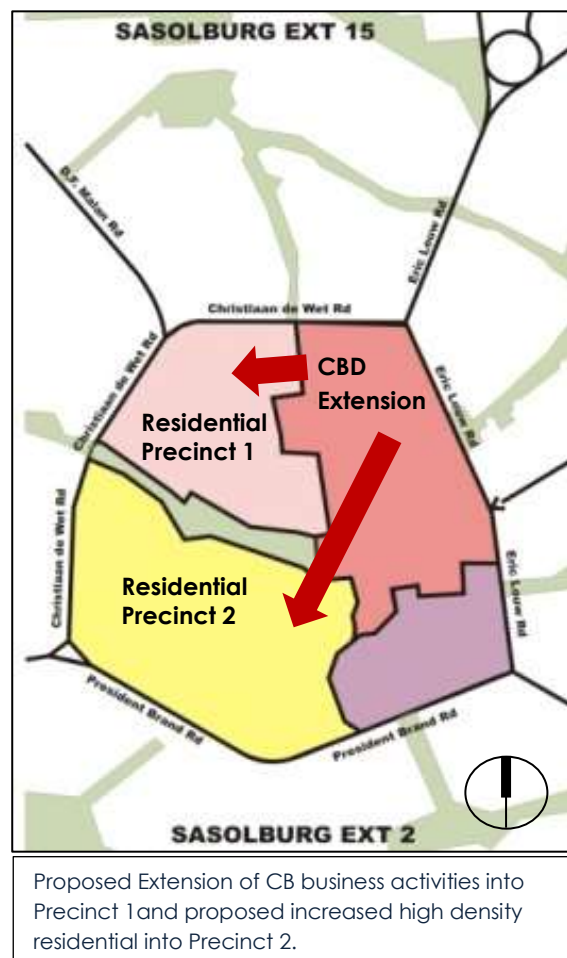 SASOLBURG EXT 15
D.F. Malan Rd
Eric Louw Rd
Christiaan de Wet Rd
Christiaan de Wet Rd
CBD
Extension
Residential
Precinct 1
Eric Louw Rd
Christiaan de Wet Rd
Residential
Precinct 2
Eric Louw Rd
President Brand Rd
President Brand Rd
SASOLBURG EXT 2
Proposed Extension of CB business activities into
Precinct 1and proposed increased high density
residential into Precinct 2.